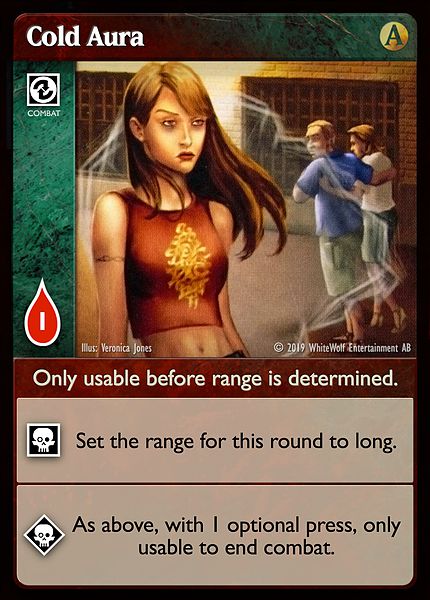 Cold Aura
A
COMBAT
1
Illus: Veronica Jones
© 2019 WhiteWolf Entertainment AB
Only usable before range is determined.
Set the range for this round to long.
As above, with 1 optional press, only
usable to end combat.